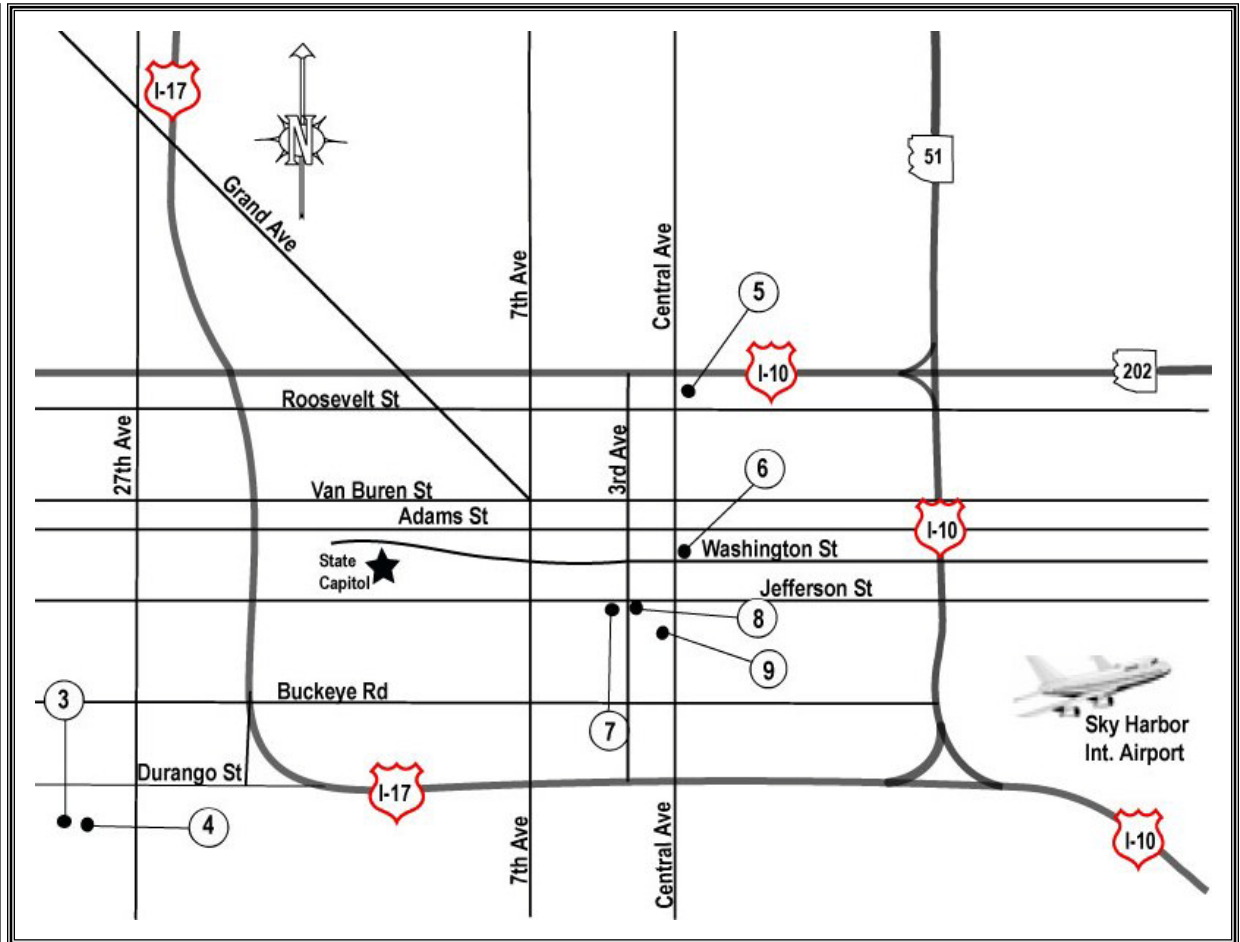 I-17
N
51
Grand Ave
7th Ave
Central Ave
5
I-10
202
Roosevelt St
27th Ave
3rd Ave
6
Van Buren St
Adams St
I-10
Washington St
State
Capitol
Jefferson St
8
9
3
Buckeye Rd
7
Sky Harbor
Int. Airport
Durango St
I-17
4
7th Ave
Central Ave
I-10